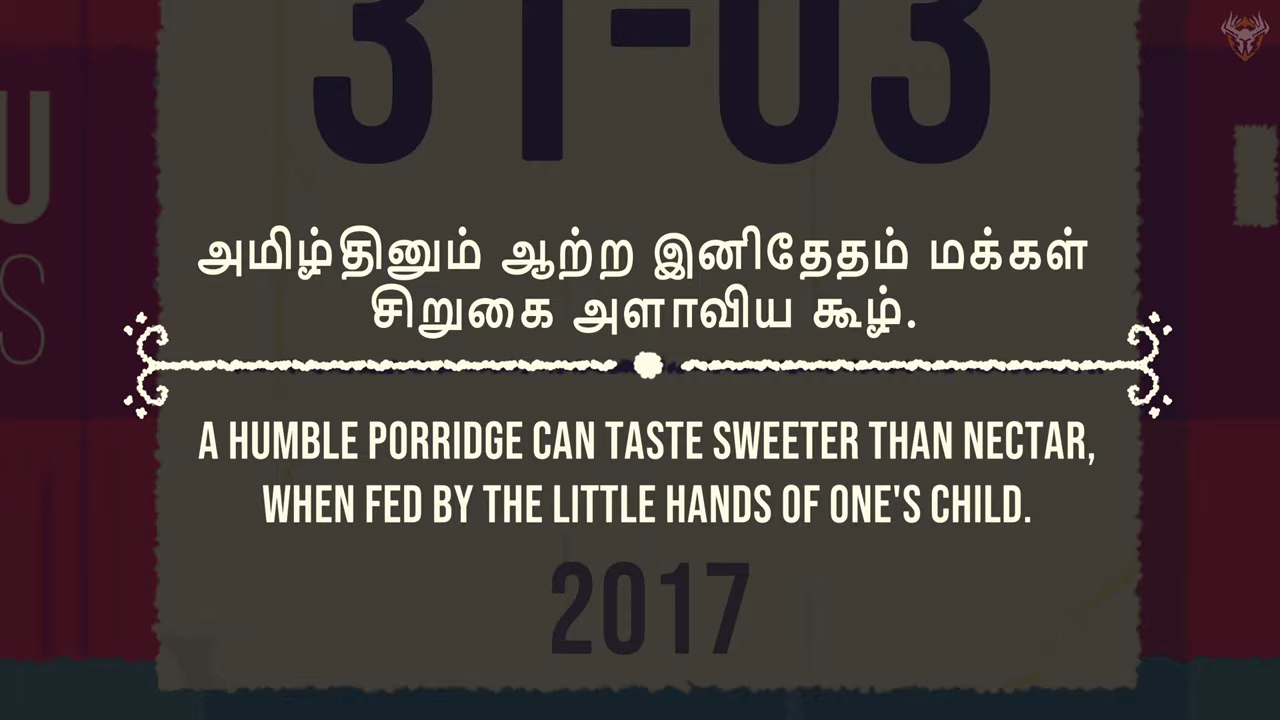 31-03
U
S
அமிழ்தினும் ஆற்ற இனிதேதம் மக்கள்
சிறுகை அளாவிய கூழ்.
A HUMBLE PORRIDGE CAN TASTE SWEETER THAN NECTAR,
WHEN FED BY THE LITTLE HANDS OF ONE'S CHILD.
2017